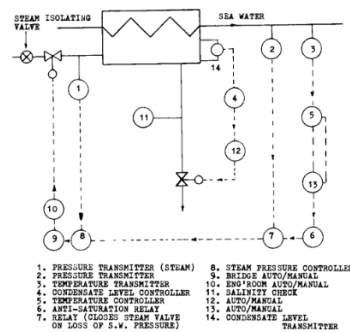 STEAM ISOLATING
VALVE
SEA WATER
1
2
3
14
4
5
11
12
13
10
9
8
7
6
1. PRESSURE TRANSMITTER (STEAM)
2. PRESSURE TRANSMITTER
3. TEMPERATURE TRANSMITTER
4. CONDENSATE LEVEL CONTROLLER
5. TEMPERATURE CONTROLLER
6. ANTI-SATURATION RELAY
7. RELAY (CLOSES STEAM VALVE
ON LOSS OF S.W. PRESSURE)
8. STEAM PRESSURE CONTROLLE
9. BRIDGE AUTO/MANUAL
10. ENG'ROOM AUTO/MANUAL
11. SALINITY CHECK
12. AUTO/MANUAL
13. AUTO/MANUAL
14. CONDENSATE LEVEL
TRANSMITTER